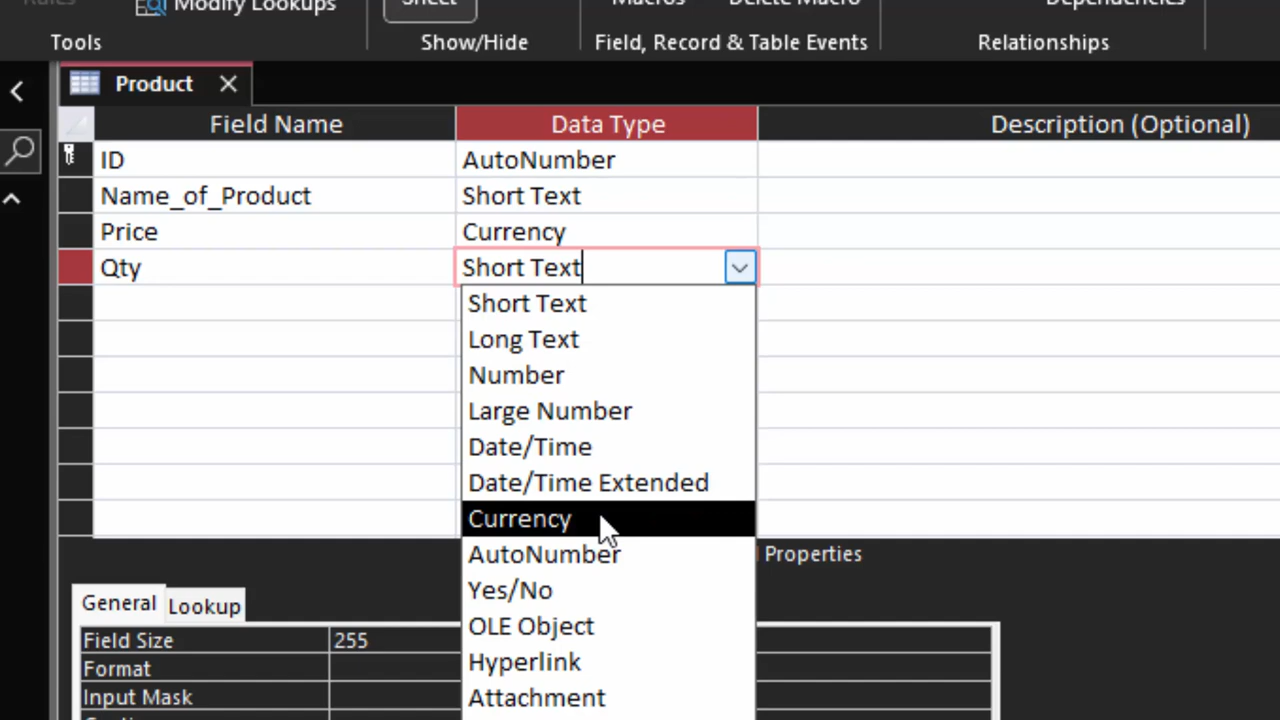 Modify Lookups
Tools
Show/Hide
Field, Record & Table Events
Relationships
Product
Field Name Data Type Description (Optional)
ID AutoNumber
Name_of_Product Short Text
Price Currency
Qty Short Text
Short Text
Long Text
Number
Large Number
Date/Time
Date/Time Extended
Currency
AutoNumber
Yes/No
OLE Object
Hyperlink
Attachment
Properties
General Lookup
Field Size 255
Format
Input Mask